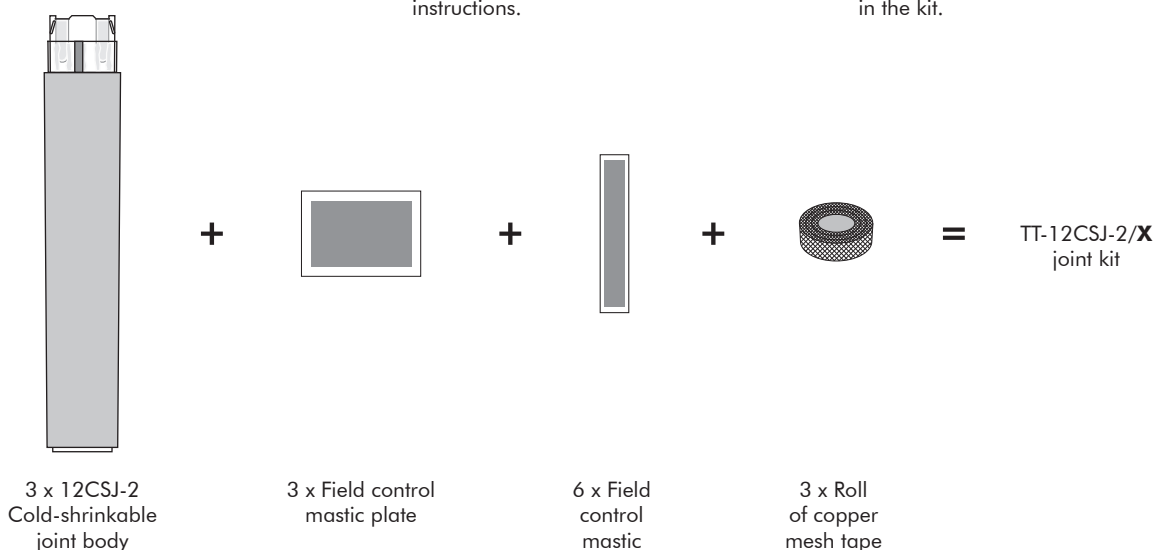 instructions.
in the kit.
+
+
+
=
TT-12CSJ-2/X
joint kit
3 x 12CSJ-2
Cold-shrinkable
joint body
3 x Field control
mastic plate
6 x Field
control
mastic
3 x Roll
of copper
mesh tape